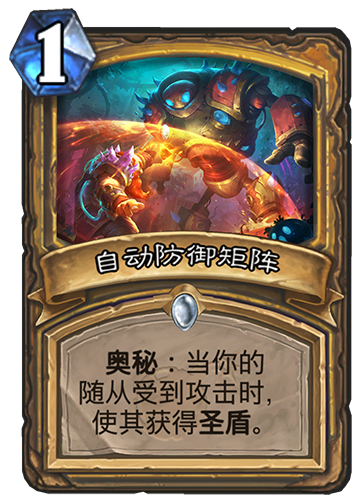 1
自动防御矩阵
奥秘：当你的
随从受到攻击时，
使其获得圣盾。